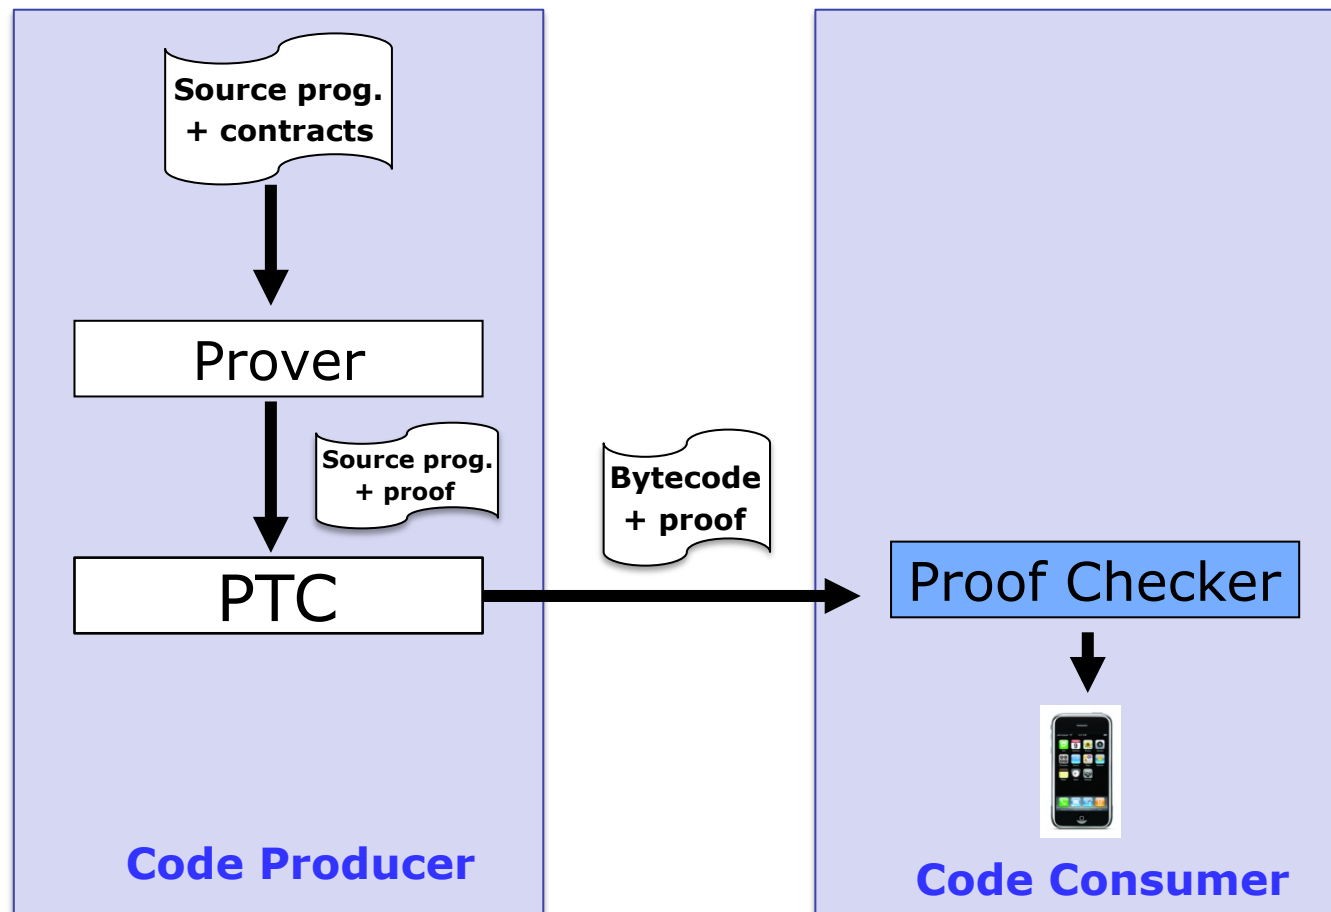 Source prog.
+ contracts
Prover
Source prog.
+ proof
Bytecode
+ proof
PTC
Proof Checker
Code Producer
Code Consumer